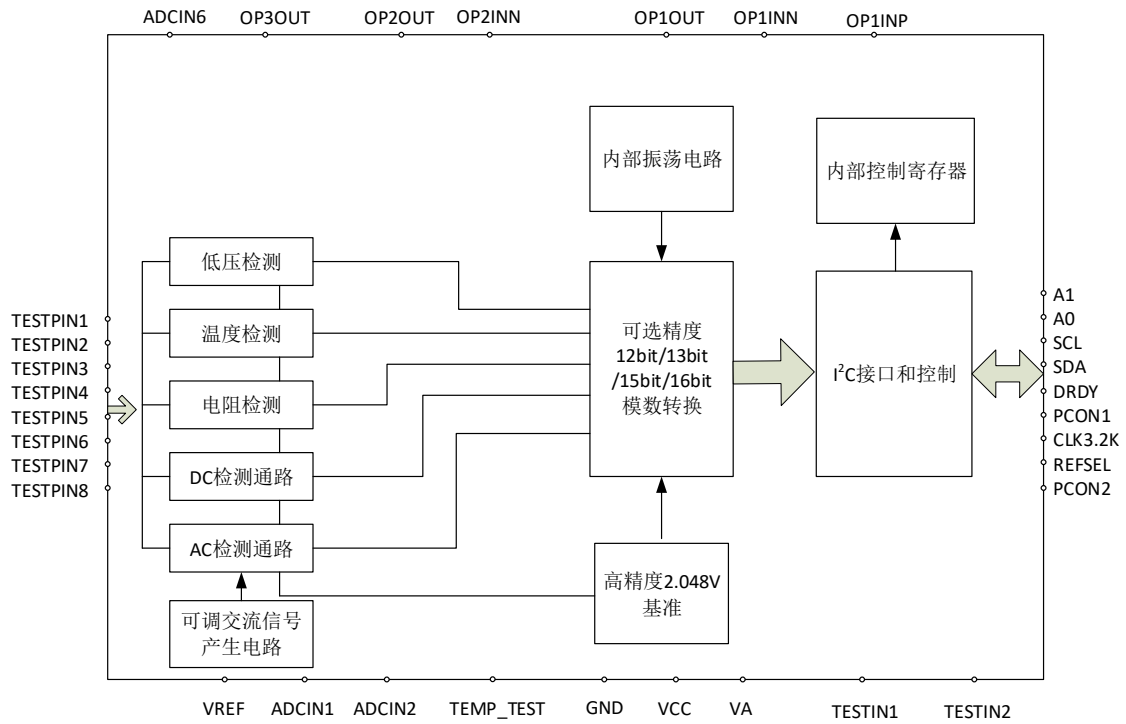 ADCIN6 OP3OUT OP2OUT OP2INN OP1OUT OP1INN OP1INP
内部振荡电路
内部控制寄存器
低压检测
温度检测
电阻检测
DC检测通路
AC检测通路
可调交流信号
产生电路
可选精度
12bit/13bit
/15bit/16bit
模数转换
高精度2.048V
基准
I²C接口和控制
TESTPIN1
TESTPIN2
TESTPIN3
TESTPIN4
TESTPIN5
TESTPIN6
TESTPIN7
TESTPIN8
A1
A0
SCL
SDA
DRDY
PCON1
CLK3.2K
REFSEL
PCON2
VREF ADCIN1 ADCIN2 TEMP_TEST GND VCC VA TESTIN1 TESTIN2